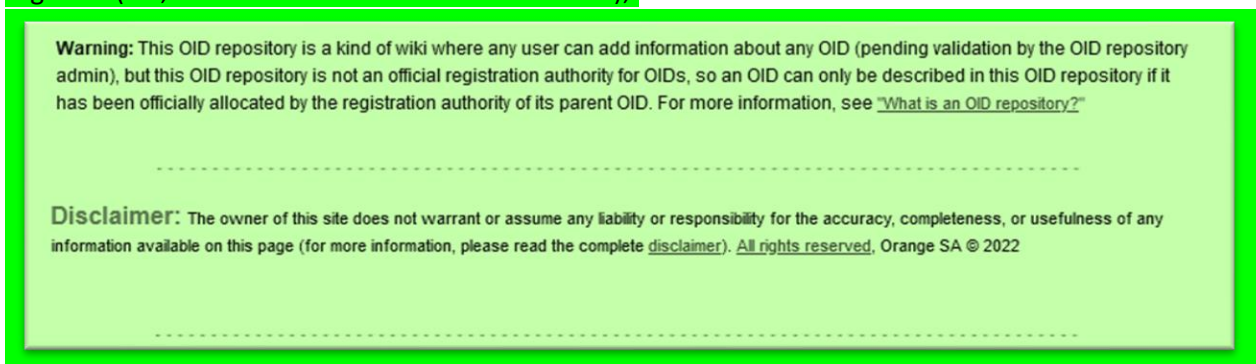 Warning: This OID repository is a kind of wiki where any user can add information about any OID (pending validation by the OID repository
admin), but this OID repository is not an official registration authority for OIDs, so an OID can only be described in this OID repository if it
has been officially allocated by the registration authority of its parent OID. For more information, see "What is an OID repository?"
Disclaimer: The owner of this site does not warrant or assume any liability or responsibility for the accuracy, completeness, or usefulness of any
information available on this page (for more information, please read the complete disclaimer). All rights reserved, Orange SA © 2022